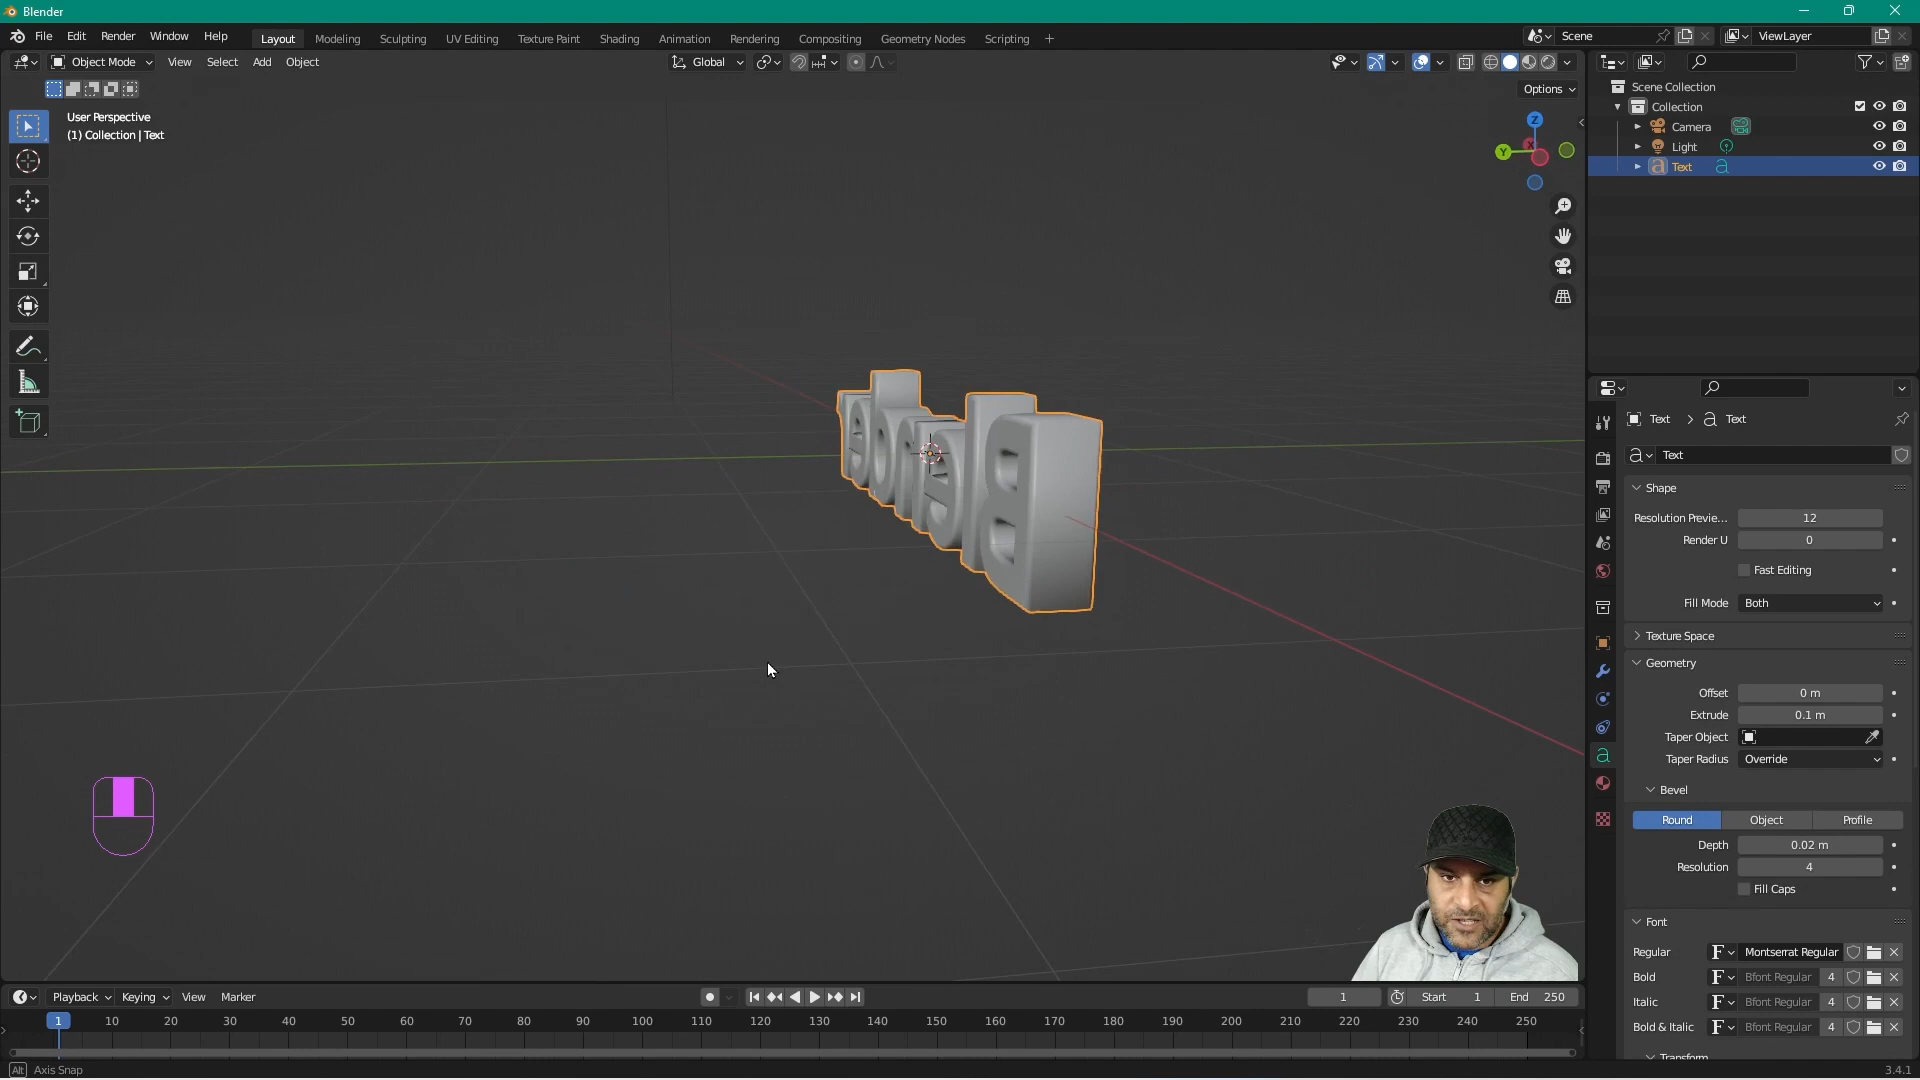 Blender
File Edit Render Window Help
Layout Modeling Sculpting UV Editing Texture Paint Shading Animation Rendering Compositing Geometry Nodes Scripting +
Scene
ViewLayer
Object Mode View Select Add Object
Global
Options
User Perspective
(1) Collection | Text
Z
Y
X
Scene Collection
Collection
Camera
Light
Text
Text > Text
Text
Shape
Resolution Previe... 12
Render U 0
Fast Editing
Fill Mode Both
Texture Space
Geometry
Offset 0 m
Extrude 0.1 m
Taper Object
Taper Radius Override
Bevel
Round Object Profile
Depth 0.02 m
Resolution 4
Fill Caps
Font
Regular F Montserrat Regular
Bold F Bfont Regular 4
Italic F Bfont Regular 4
Bold & Italic F Bfont Regular 4
Transform
Blender
Playback Keying View Marker
1 Start 1 End 250
1 10 20 30 40 50 60 70 80 90 100 110 120 130 140 150 160 170 180 190 200 210 220 230 240 250
Alt Axis Snap
3.4.1